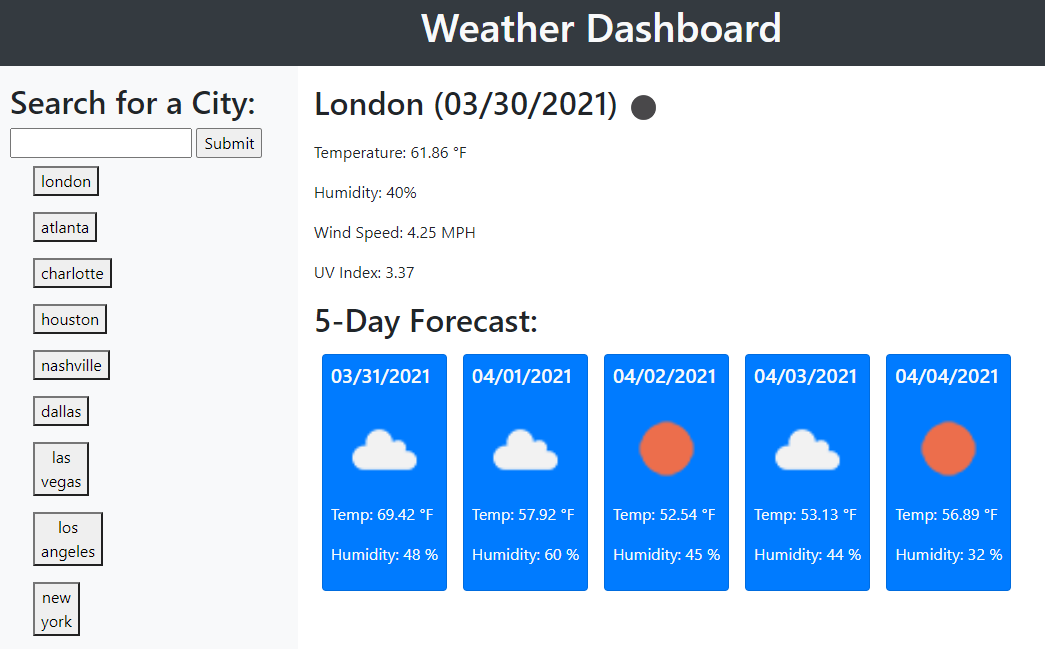 Weather Dashboard
Search for a City:
Submit
london
atlanta
charlotte
houston
nashville
dallas
las
vegas
los
angeles
new
york
London (03/30/2021)
Temperature: 61.86 °F
Humidity: 40%
Wind Speed: 4.25 MPH
UV Index: 3.37
5-Day Forecast:
03/31/2021
Temp: 69.42 °F
Humidity: 48 %
04/01/2021
Temp: 57.92 °F
Humidity: 60 %
04/02/2021
Temp: 52.54 °F
Humidity: 45 %
04/03/2021
Temp: 53.13 °F
Humidity: 44 %
04/04/2021
Temp: 56.89 °F
Humidity: 32 %